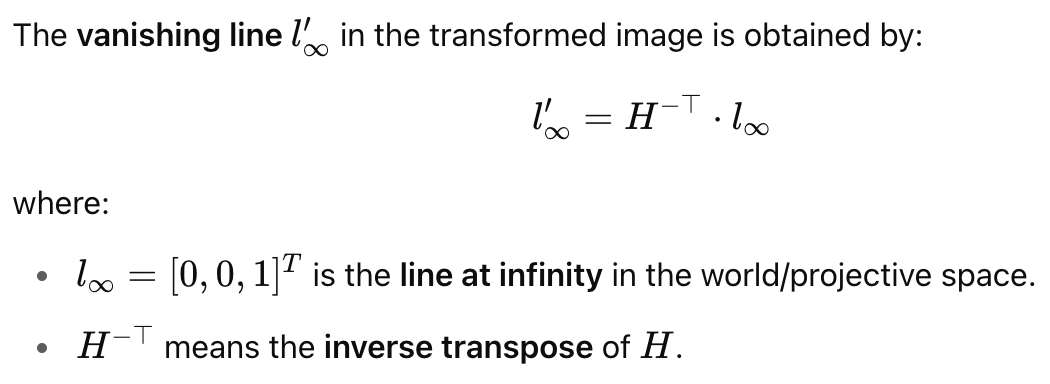 The vanishing line l′∞ in the transformed image is obtained by:
l′∞ = H^−⊤ · l∞
where:
• l∞ = [0, 0, 1]^T is the line at infinity in the world/projective space.
• H^−⊤ means the inverse transpose of H.